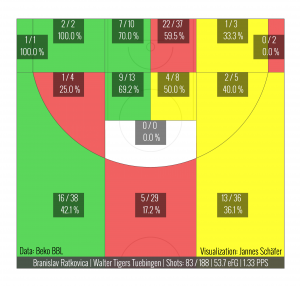 2 / 2
100.0 %
7 / 10
70.0 %
22 / 37
59.5 %
1 / 3
33.3 %
1 / 1
100.0 %
0 / 2
0.0 %
1 / 4
25.0 %
9 / 13
69.2 %
4 / 8
50.0 %
2 / 5
40.0 %
0 / 0
0.0 %
16 / 38
42.1 %
5 / 29
17.2 %
13 / 36
36.1 %
Data: Beko BBL
Visualization: Jannes Schäfer
Branislav Ratkovica | Walter Tigers Tuebingen | Shots: 83 / 188 | 53.7 eFG | 1.33 PPS